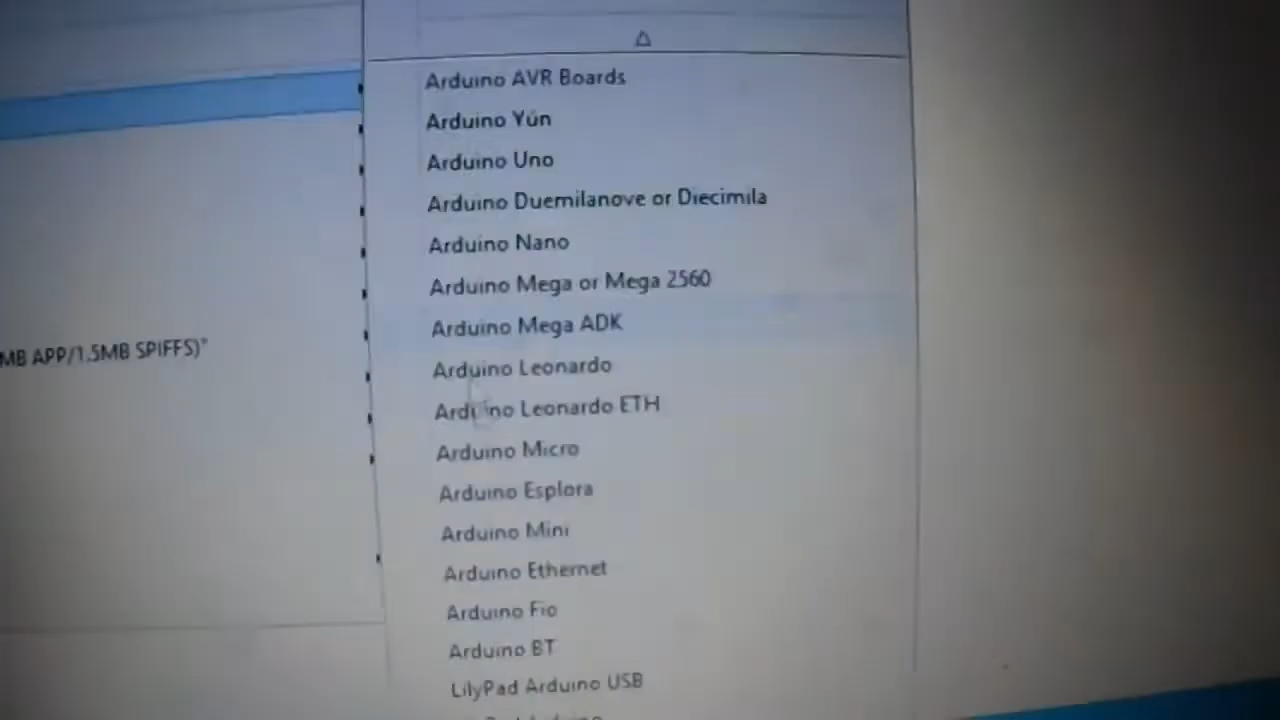 Arduino AVR Boards
Arduino Yún
Arduino Uno
Arduino Duemilanove or Diecimila
Arduino Nano
Arduino Mega or Mega 2560
Arduino Mega ADK
MB APP/1.5MB SPIFFS)"
Arduino Leonardo
Arduino Leonardo ETH
Arduino Micro
Arduino Esplora
Arduino Mini
Arduino Ethernet
Arduino Fio
Arduino BT
LilyPad Arduino USB